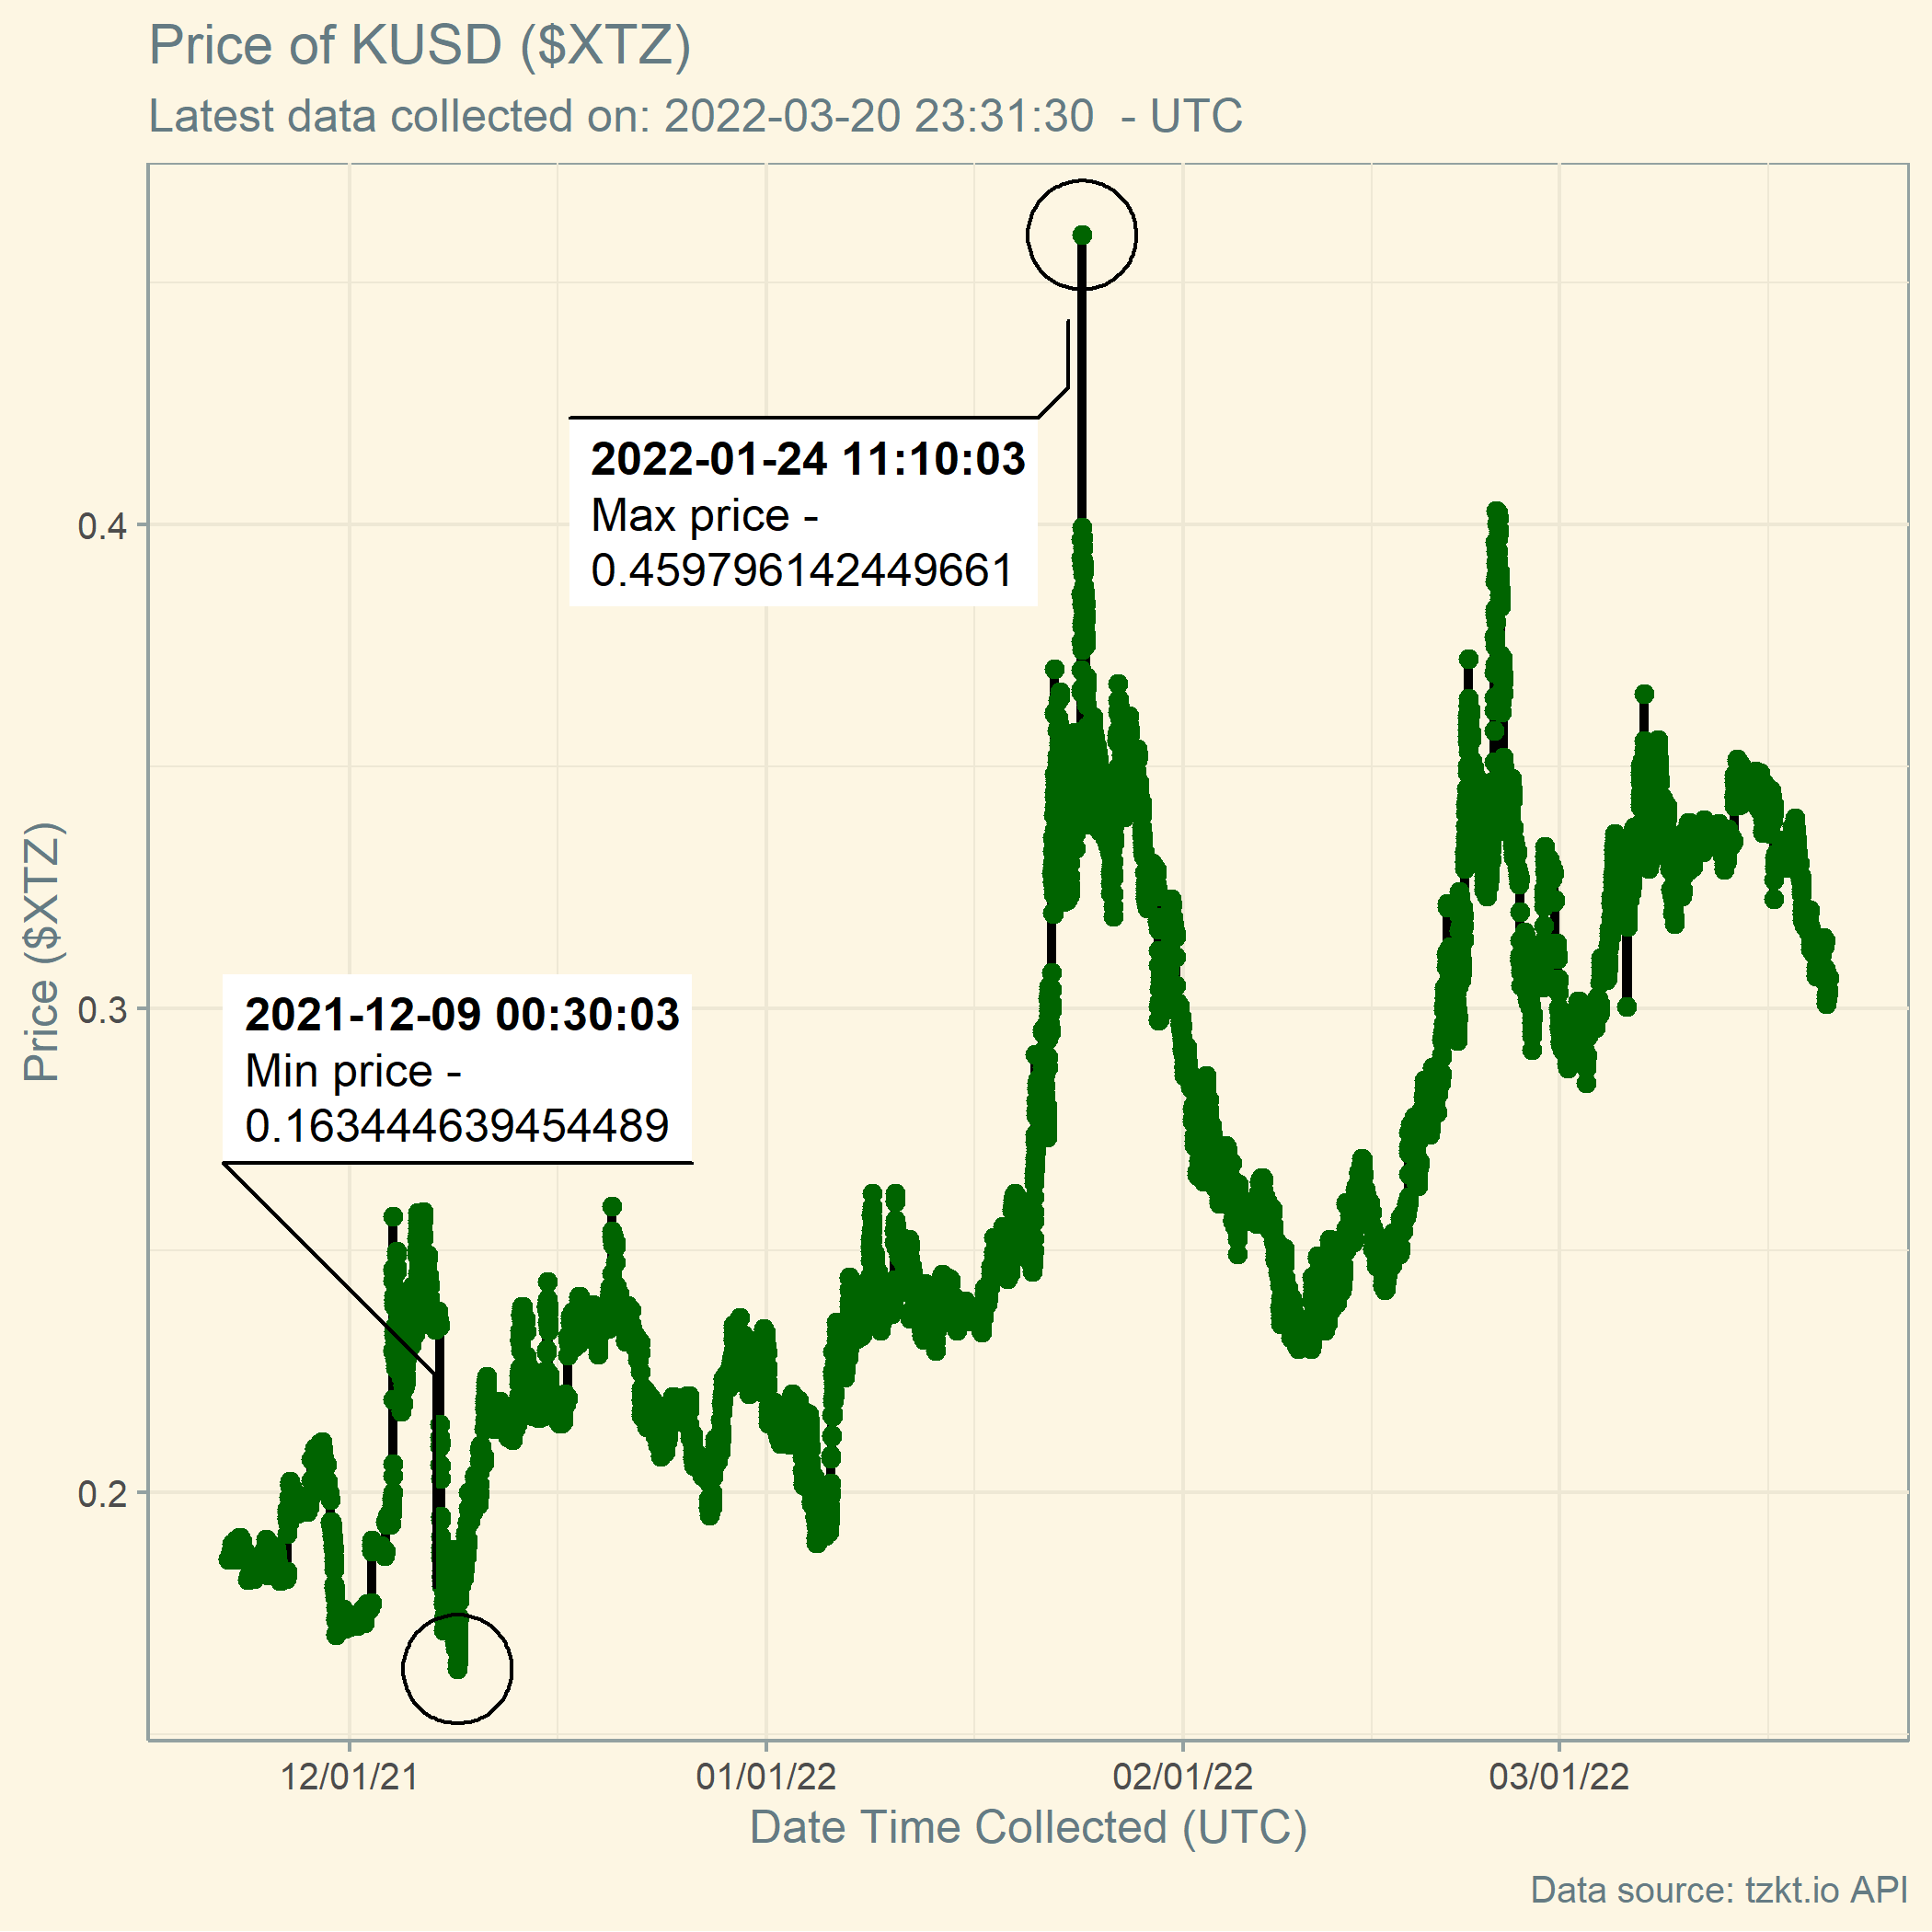 Price of KUSD ($XTZ)
Latest data collected on: 2022-03-20 23:31:30  - UTC
2022-01-24 11:10:03
Max price -
0.459796142449661
2021-12-09 00:30:03
Min price -
0.163444639454489
Price ($XTZ)
0.4
0.3
0.2
12/01/21
01/01/22
02/01/22
03/01/22
Date Time Collected (UTC)
Data source: tzkt.io API